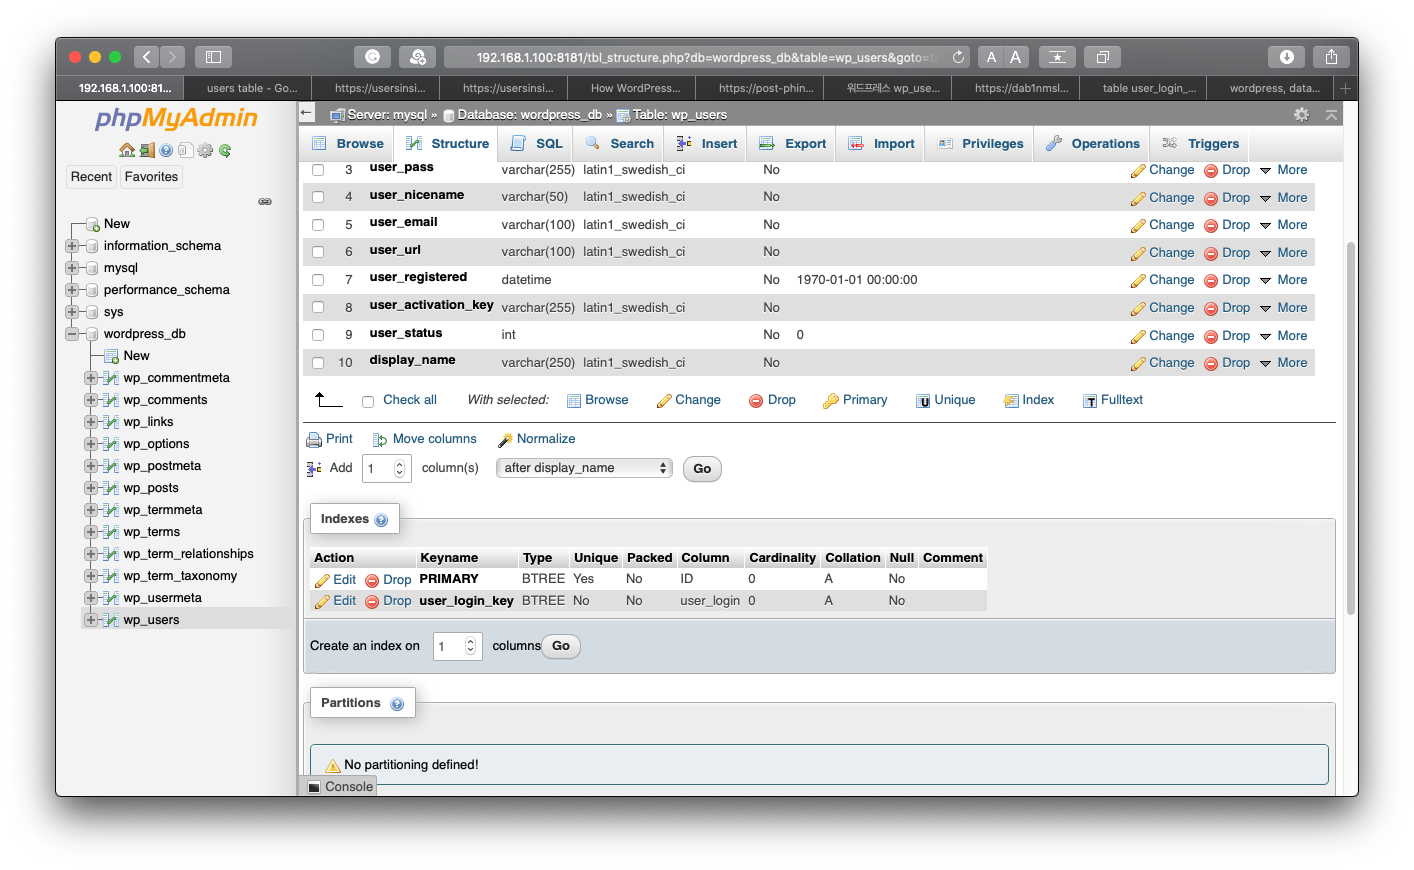 192.168.1.100:8181/tbl_structure.php?db=wordpress_db&table=wp_users&goto=
A A
192.168.1.100:81... users table - Go... https://usersinsi... https://usersinsi... How WordPress... https://post-phin... 워드프레스 wp_use... https://dab1nmsl... table user_login_... wordpress, data...
phpMyAdmin
Recent Favorites
New
information_schema
mysql
performance_schema
sys
wordpress_db
New
wp_commentmeta
wp_comments
wp_links
wp_options
wp_postmeta
wp_posts
wp_termmeta
wp_terms
wp_term_relationships
wp_term_taxonomy
wp_usermeta
wp_users
Server: mysql » Database: wordpress_db » Table: wp_users
Browse Structure SQL Search Insert Export Import Privileges Operations Triggers
3 user_pass varchar(255) latin1_swedish_ci No Change Drop More
4 user_nicename varchar(50) latin1_swedish_ci No Change Drop More
5 user_email varchar(100) latin1_swedish_ci No Change Drop More
6 user_url varchar(100) latin1_swedish_ci No Change Drop More
7 user_registered datetime No 1970-01-01 00:00:00 Change Drop More
8 user_activation_key varchar(255) latin1_swedish_ci No Change Drop More
9 user_status int No 0 Change Drop More
10 display_name varchar(250) latin1_swedish_ci No Change Drop More
Check all With selected: Browse Change Drop Primary Unique Index Fulltext
Print Move columns Normalize
Add 1 column(s) after display_name Go
Indexes
Action Keyname Type Unique Packed Column Cardinality Collation Null Comment
Edit Drop PRIMARY BTREE Yes No ID 0 A No
Edit Drop user_login_key BTREE No No user_login 0 A No
Create an index on 1 columns Go
Partitions
No partitioning defined!
Console